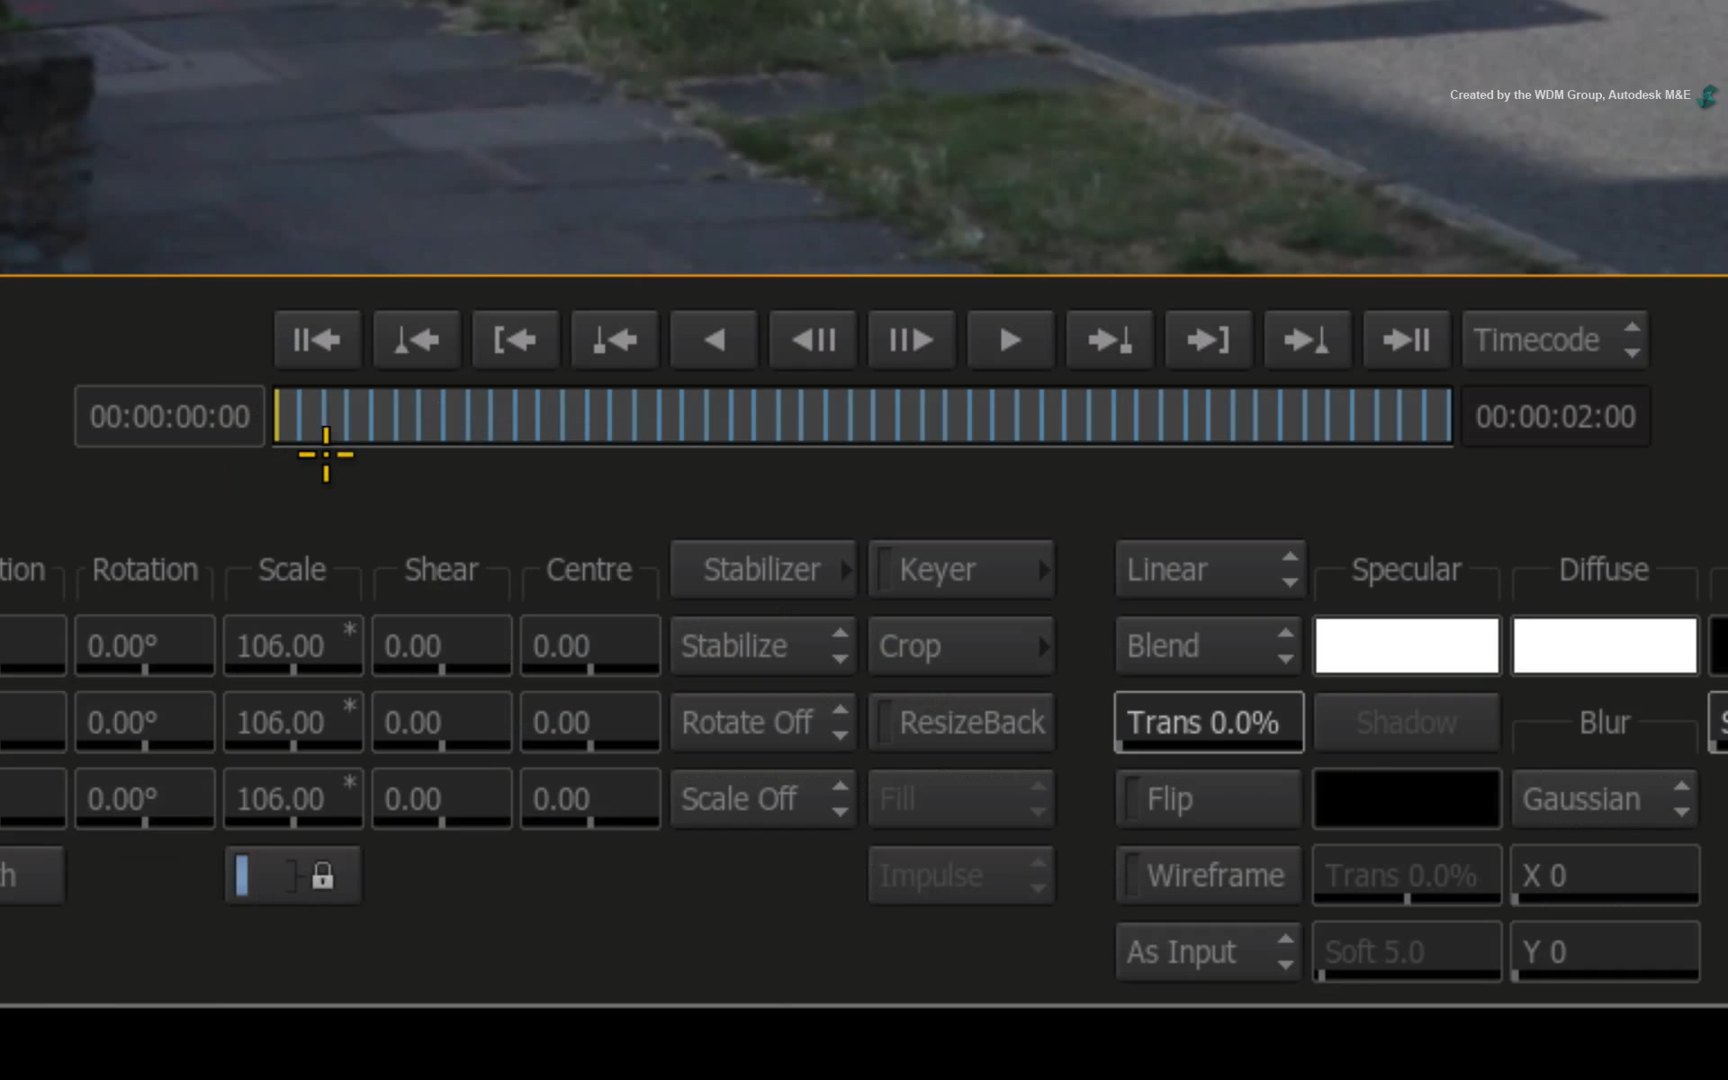 Created by the WDM Group, Autodesk M&E
Timecode
00:00:00:00
00:00:02:00
tion Rotation Scale Shear Centre Stabilizer Keyer Linear Specular Diffuse
0.00° 106.00 * 0.00 0.00 Stabilize Crop Blend
0.00° 106.00 * 0.00 0.00 Rotate Off ResizeBack Trans 0.0% Shadow Blur S
0.00° 106.00 * 0.00 0.00 Scale Off Fill Flip Gaussian
h Impulse Wireframe Trans 0.0% X 0
As Input Soft 5.0 Y 0